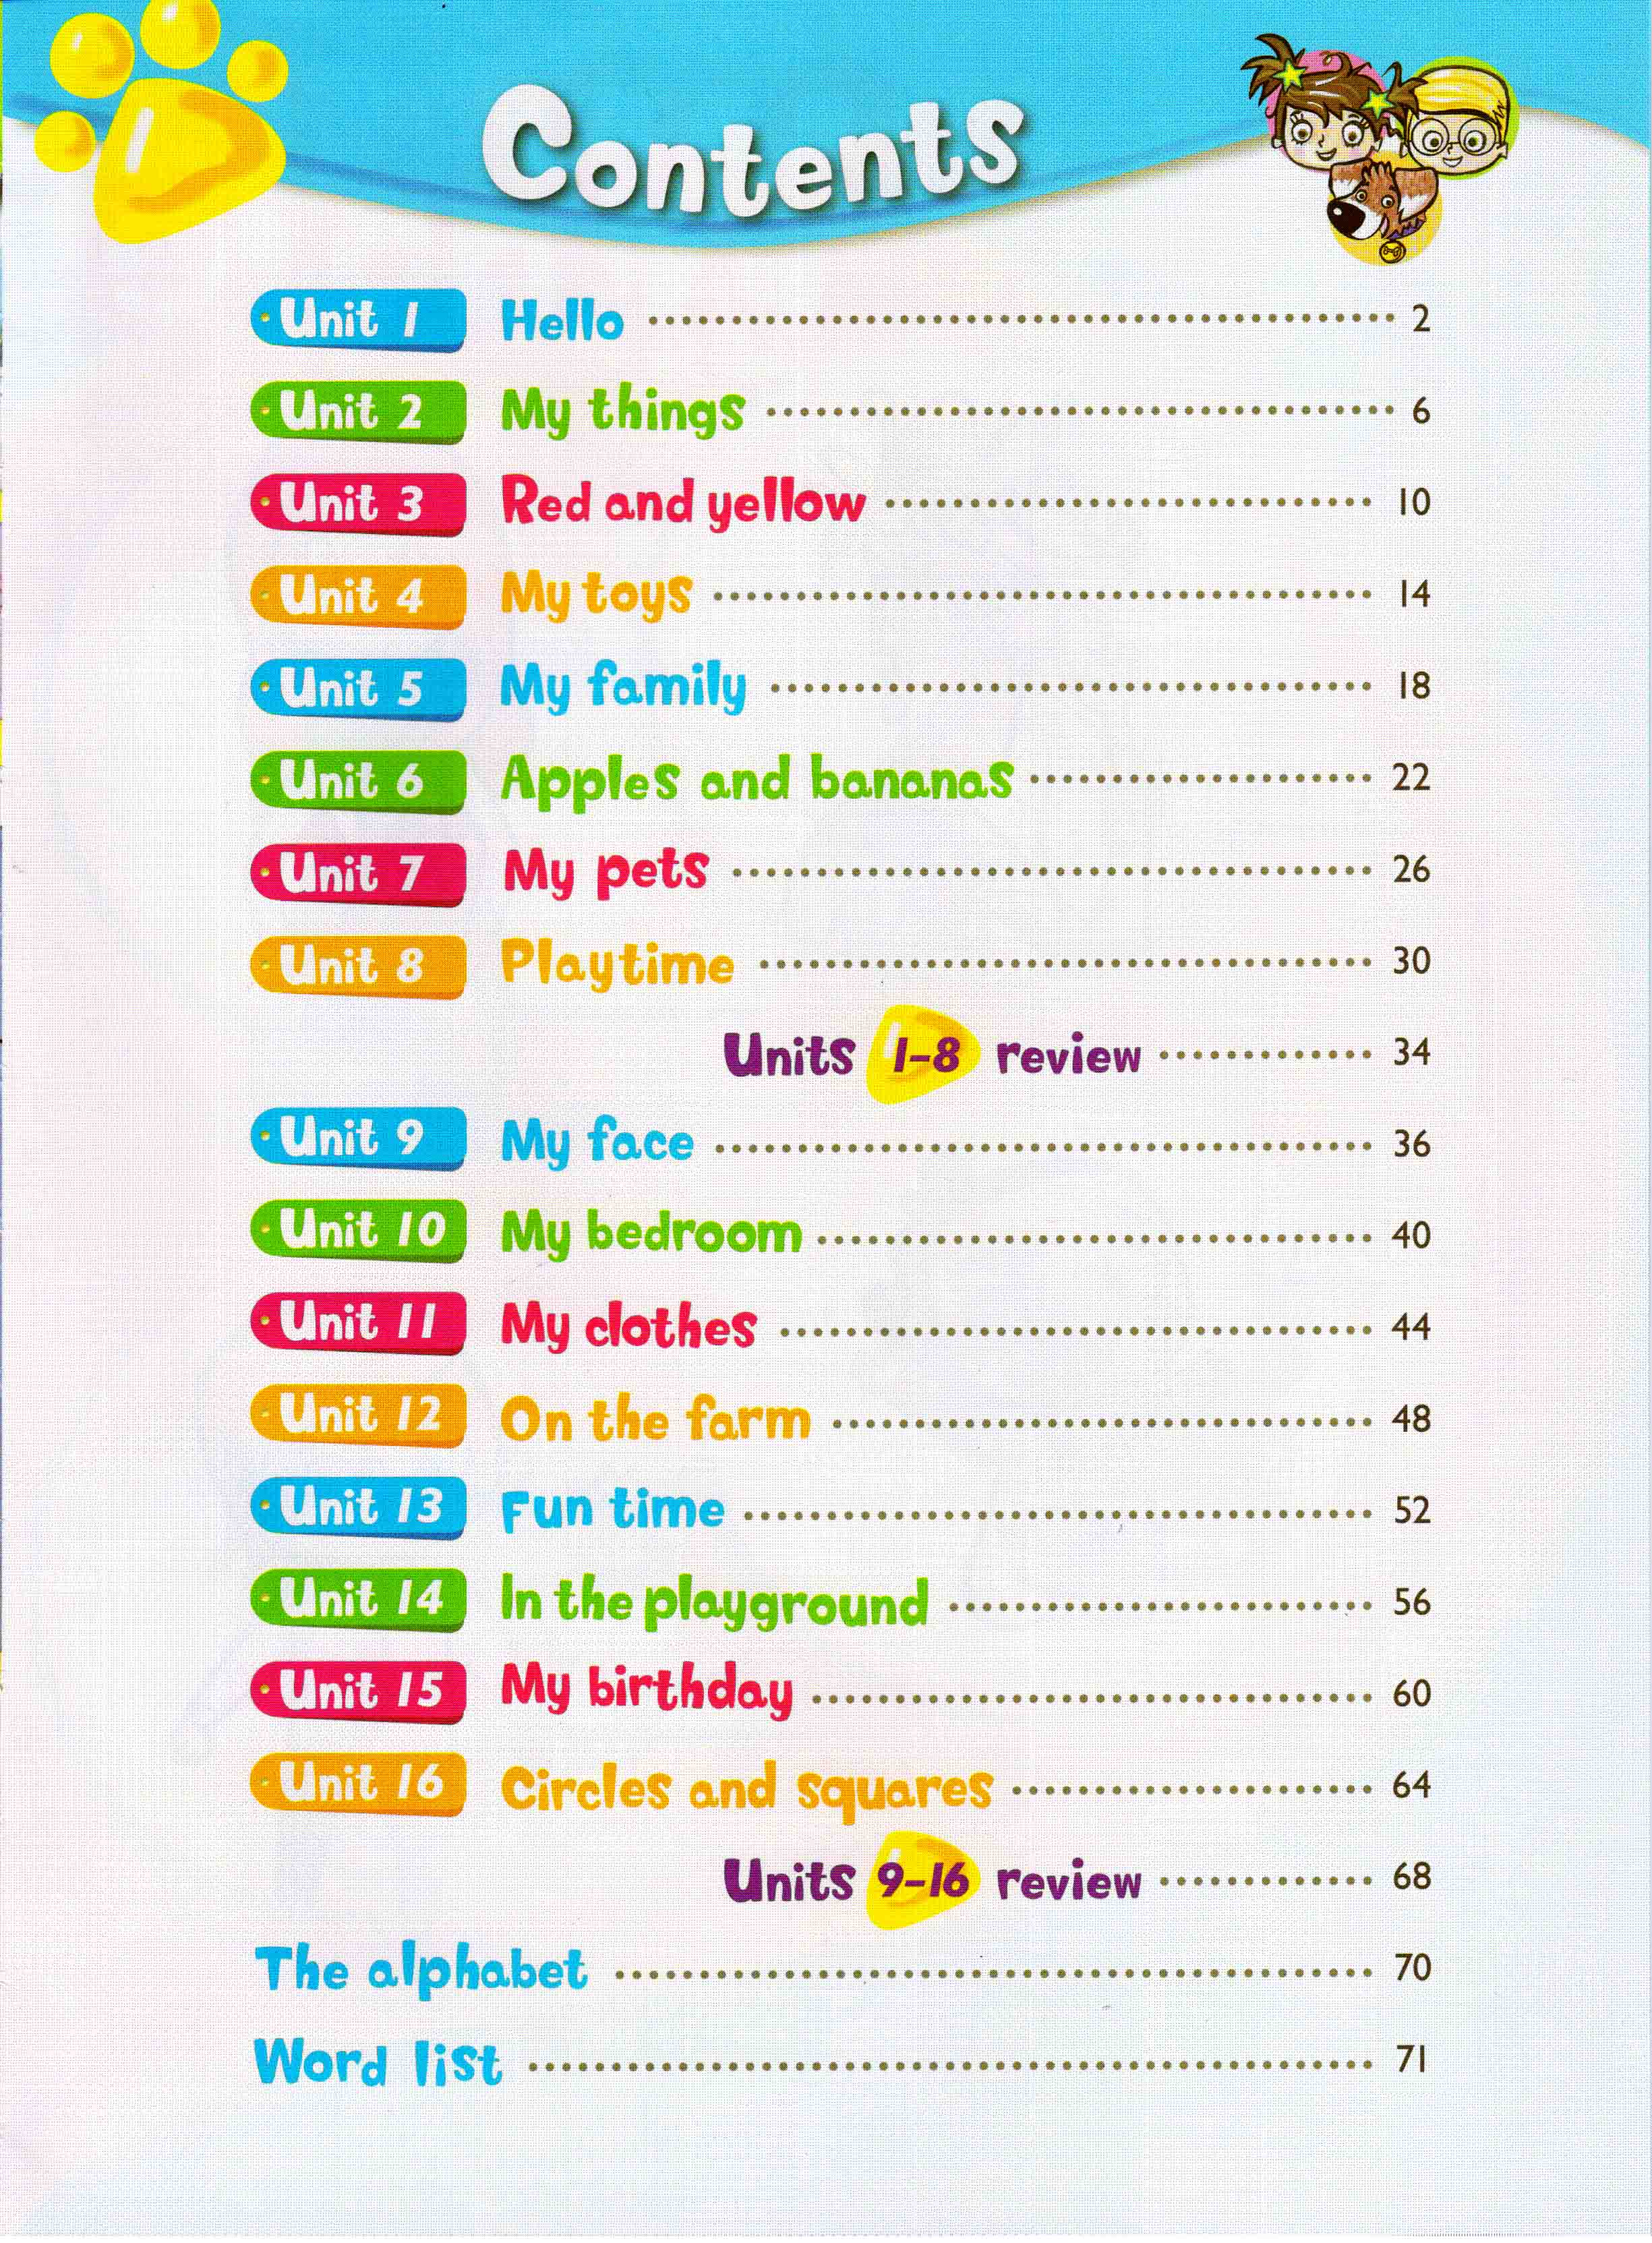 Contents
Unit 1 Hello 2
Unit 2 My things 6
Unit 3 Red and yellow 10
Unit 4 My toys 14
Unit 5 My family 18
Unit 6 Apples and bananas 22
Unit 7 My pets 26
Unit 8 Playtime 30
Units 1-8 review 34
Unit 9 My face 36
Unit 10 My bedroom 40
Unit 11 My clothes 44
Unit 12 On the farm 48
Unit 13 Fun time 52
Unit 14 In the playground 56
Unit 15 My birthday 60
Unit 16 Circles and squares 64
Units 9-16 review 68
The alphabet 70
Word list 71